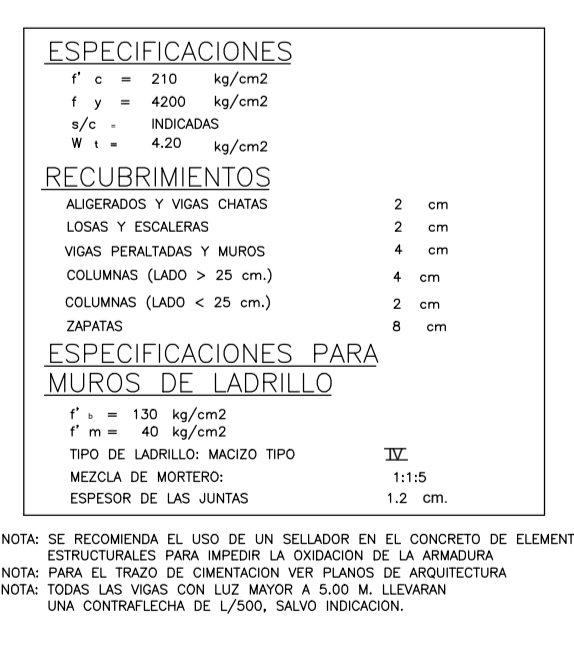 ESPECIFICACIONES
f' c = 210 kg/cm2
f y = 4200 kg/cm2
s/c = INDICADAS
W t = 4.20 kg/cm2
RECUBRIMIENTOS
ALIGERADOS Y VIGAS CHATAS 2 cm
LOSAS Y ESCALERAS 2 cm
VIGAS PERALTADAS Y MUROS 4 cm
COLUMNAS (LADO > 25 cm.) 4 cm
COLUMNAS (LADO < 25 cm.) 2 cm
ZAPATAS 8 cm
ESPECIFICACIONES PARA
MUROS DE LADRILLO
f' b = 130 kg/cm2
f' m = 40 kg/cm2
TIPO DE LADRILLO: MACIZO TIPO IV
MEZCLA DE MORTERO: 1:1:5
ESPESOR DE LAS JUNTAS 1.2 cm.
NOTA: SE RECOMIENDA EL USO DE UN SELLADOR EN EL CONCRETO DE ELEMENT
ESTRUCTURALES PARA IMPEDIR LA OXIDACION DE LA ARMADURA
NOTA: PARA EL TRAZO DE CIMENTACION VER PLANOS DE ARQUITECTURA
NOTA: TODAS LAS VIGAS CON LUZ MAYOR A 5.00 M. LLEVARAN
UNA CONTRAFLECHA DE L/500, SALVO INDICACION.